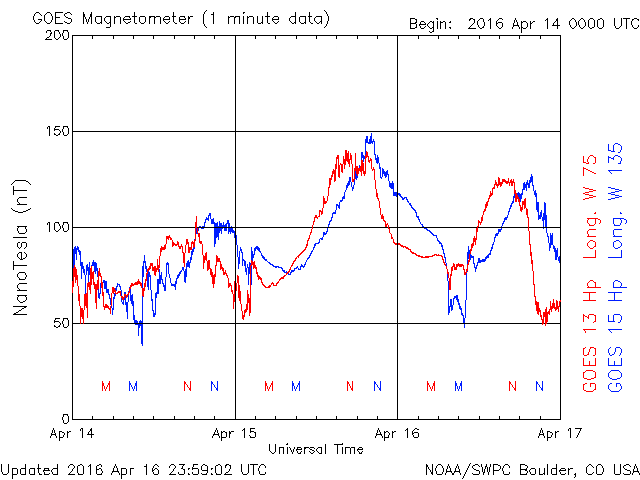 GOES Magnetometer (1 minute data)
Begin: 2016 Apr 14 0000 UTC
200
150
100
50
0
NanoTesla (nT)
M M N N M M N N M M N N
Apr 14 Apr 15 Apr 16 Apr 17
Universal Time
GOES 13 Hp Long. W 75
GOES 15 Hp Long. W 135
Updated 2016 Apr 16 23:59:02 UTC
NOAA/SWPC Boulder, CO USA